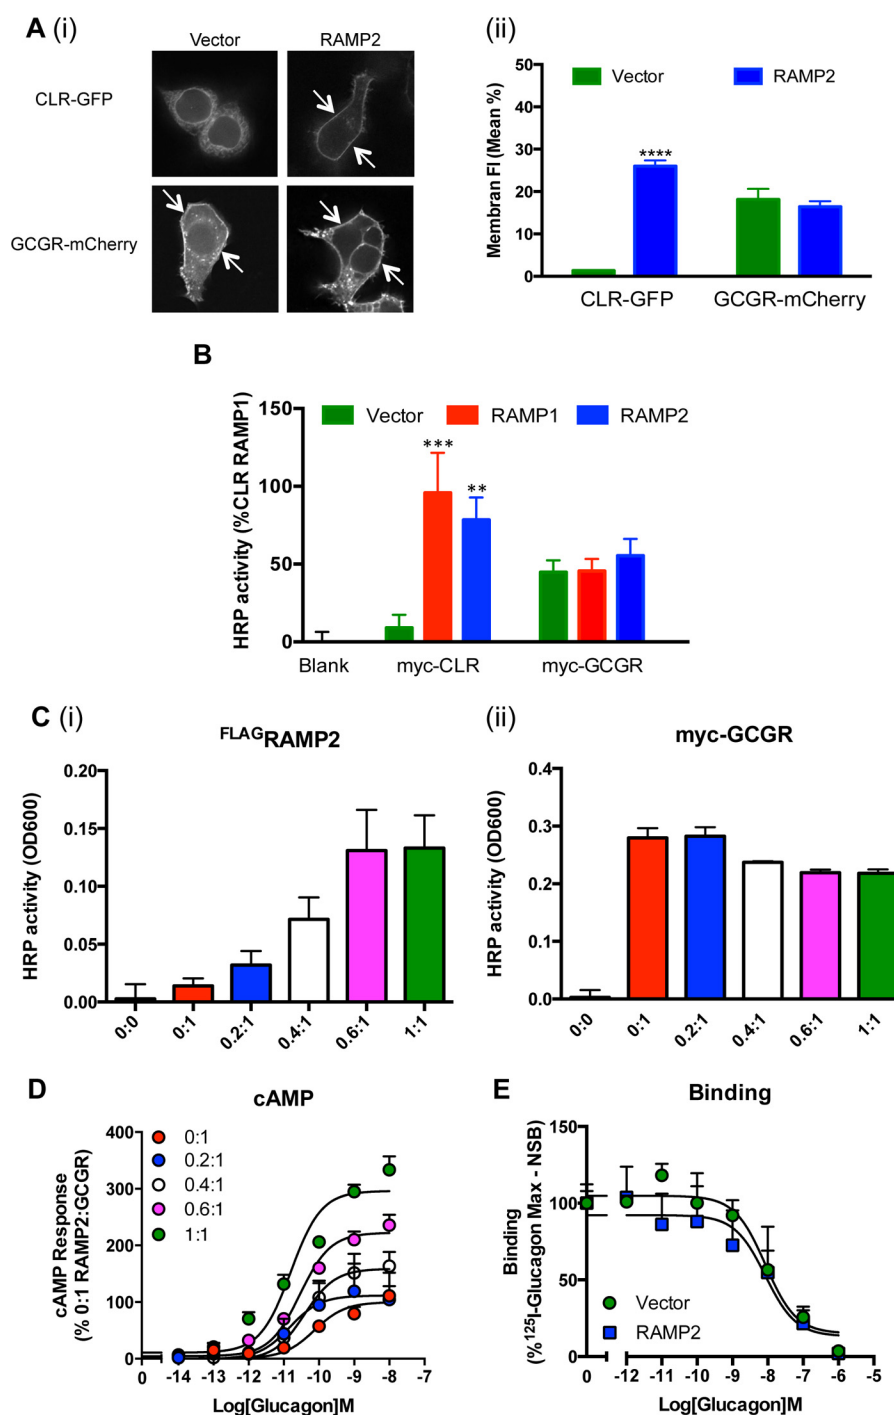 A (i)
Vector RAMP2
CLR-GFP
GCGR-mCherry
(ii)
Membran FI (Mean %)
50
40
30
20
10
0
Vector RAMP2
****
CLR-GFP GCGR-mCherry
B
HRP activity (%CLR RAMP1)
150
100
50
0
Vector RAMP1 RAMP2
***
**
Blank myc-CLR myc-GCGR
C (i)
FLAGRAMP2
HRP activity (OD600)
0.20
0.15
0.10
0.05
0.00
0:0 0:1 0.2:1 0.4:1 0.6:1 1:1
(ii)
myc-GCGR
HRP activity (OD600)
0.4
0.3
0.2
0.1
0.0
0:0 0:1 0.2:1 0.4:1 0.6:1 1:1
D
cAMP
cAMP Response
(% 0:1 RAMP2:GCGR)
400
300
200
100
0
0:1
0.2:1
0.4:1
0.6:1
1:1
0 -14 -13 -12 -11 -10 -9 -8 -7
Log[Glucagon]M
E
Binding
Binding
(%125I-Glucagon Max - NSB)
150
100
50
0
Vector
RAMP2
0 -12 -11 -10 -9 -8 -7 -6 -5
Log[Glucagon]M